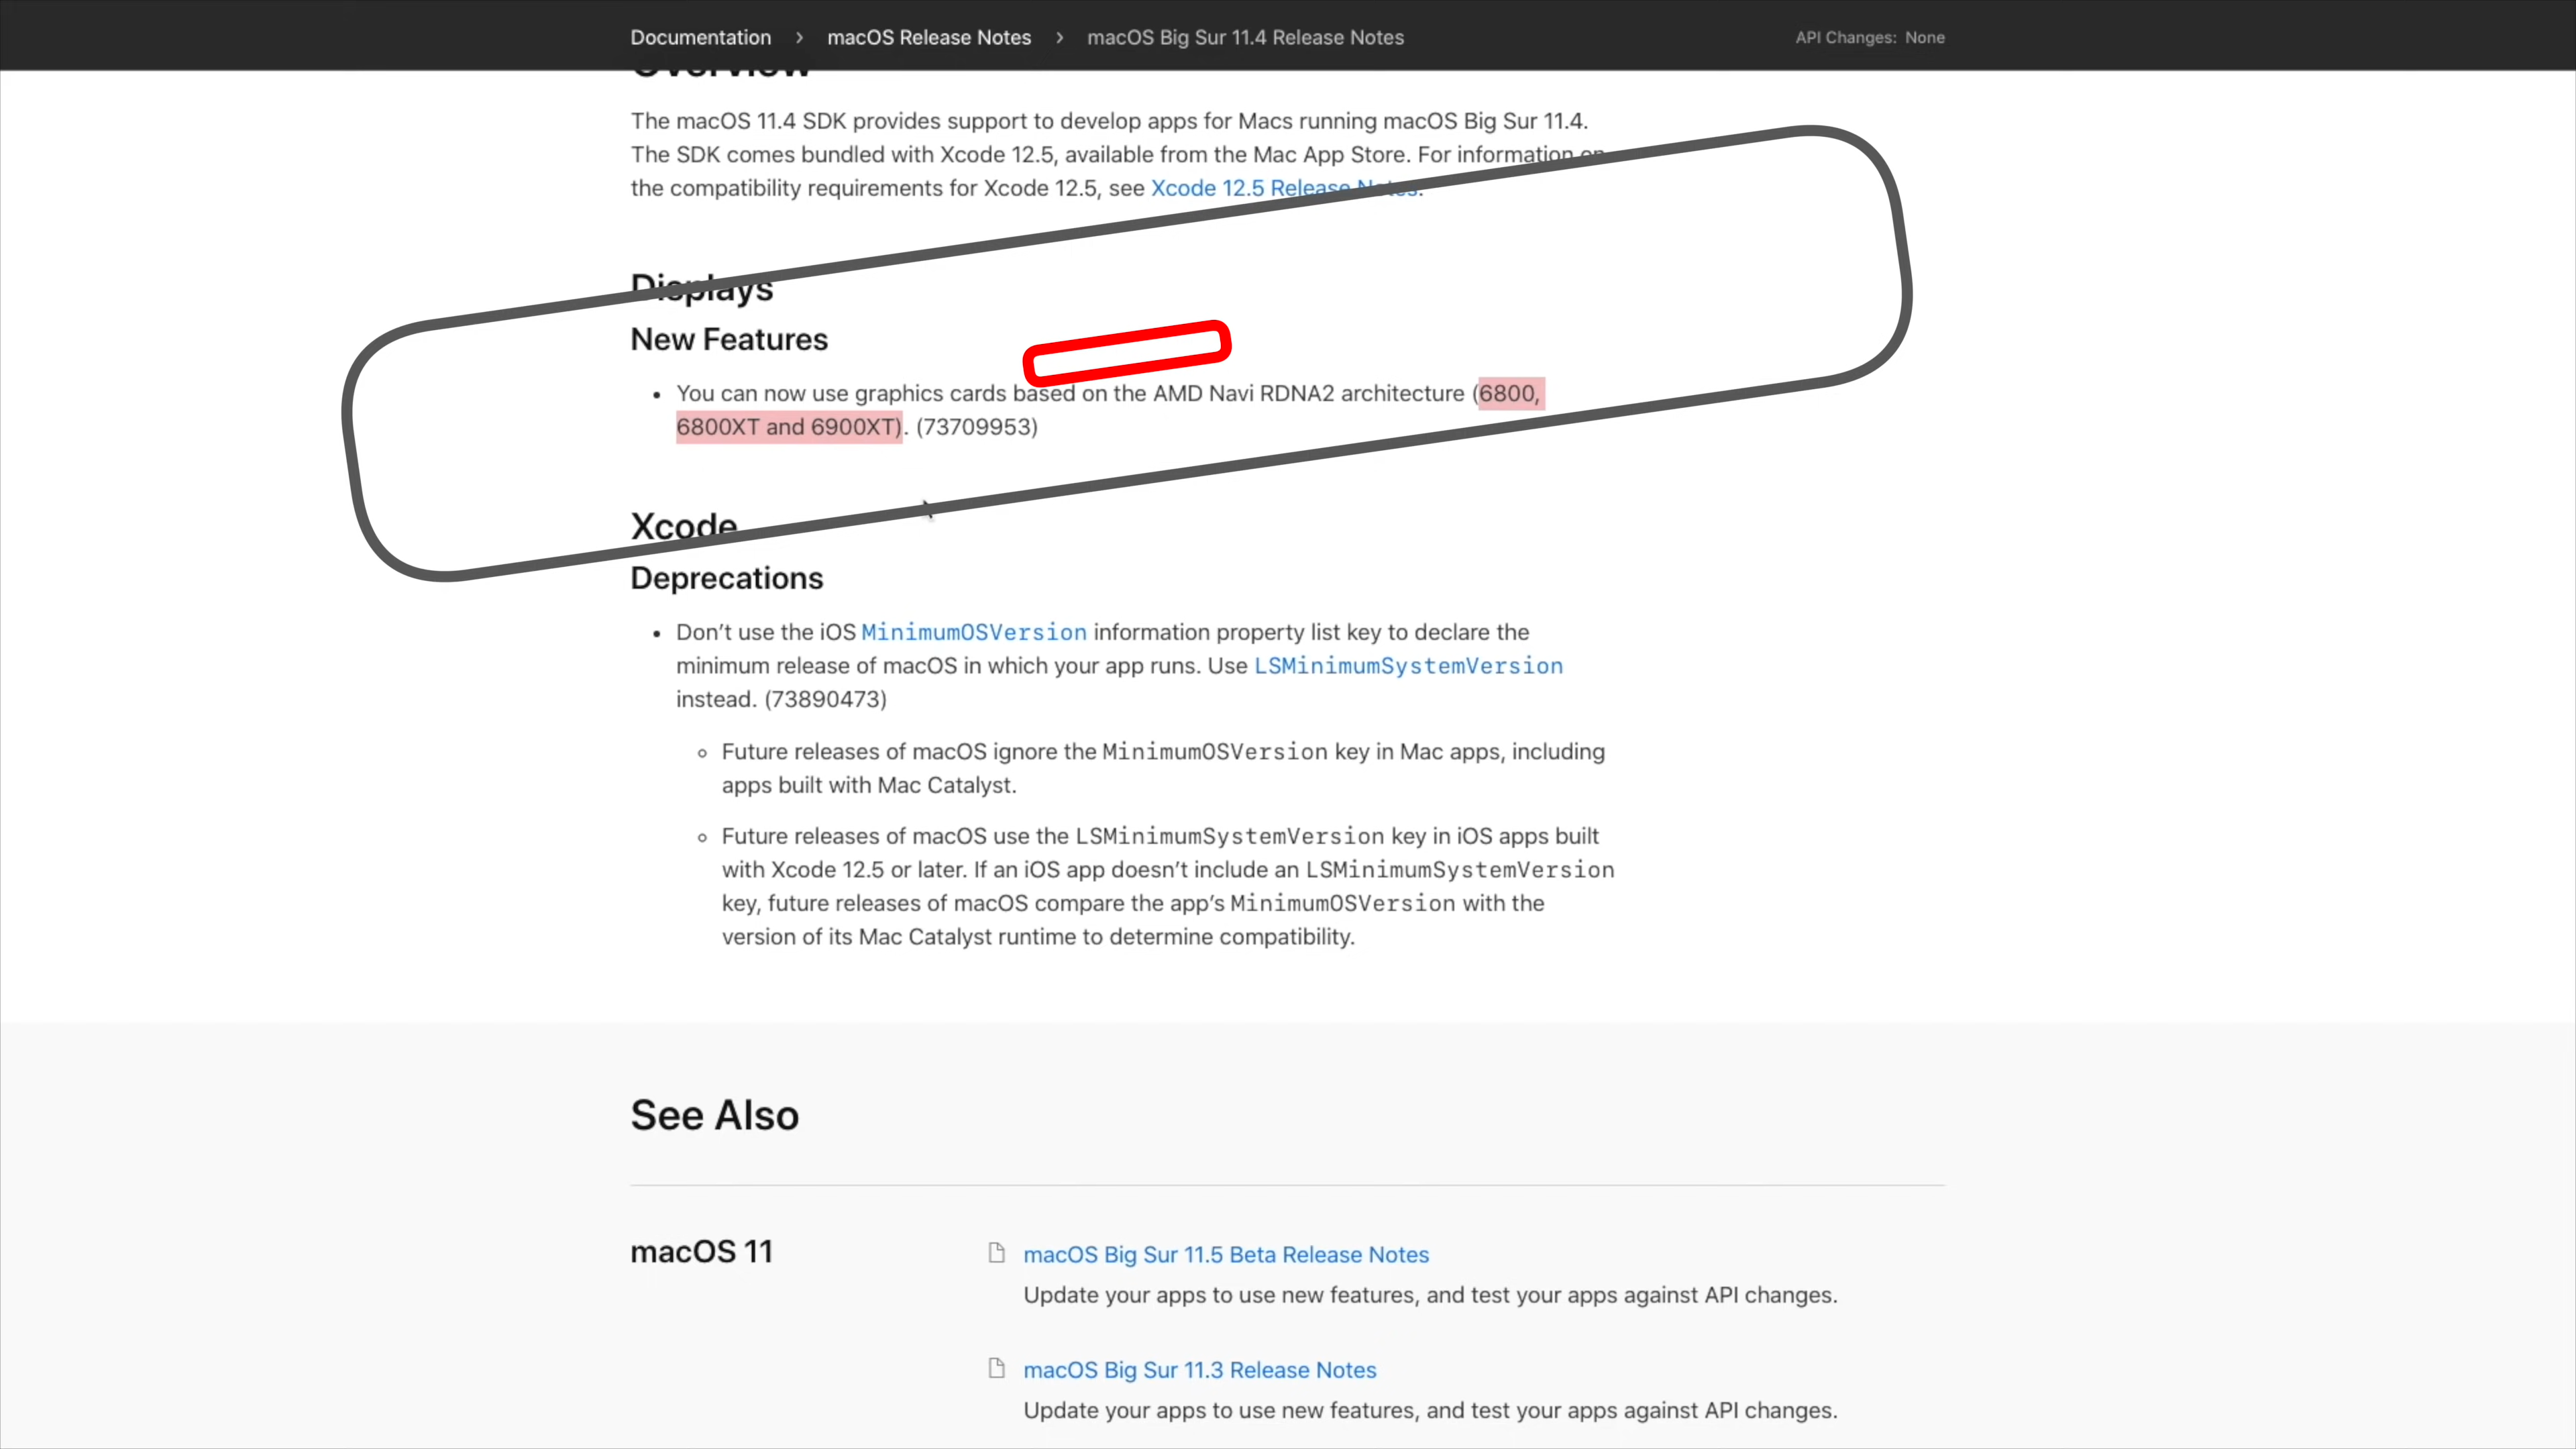 Documentation > macOS Release Notes > macOS Big Sur 11.4 Release Notes API Changes: None
Overview
The macOS 11.4 SDK provides support to develop apps for Macs running macOS Big Sur 11.4.
The SDK comes bundled with Xcode 12.5, available from the Mac App Store. For information on
the compatibility requirements for Xcode 12.5, see Xcode 12.5 Release Notes.
Displays
New Features
• You can now use graphics cards based on the AMD Navi RDNA2 architecture (6800,
6800XT and 6900XT). (73709953)
Xcode
Deprecations
• Don’t use the iOS MinimumOSVersion information property list key to declare the
minimum release of macOS in which your app runs. Use LSMinimumSystemVersion
instead. (73890473)
◦ Future releases of macOS ignore the MinimumOSVersion key in Mac apps, including
apps built with Mac Catalyst.
◦ Future releases of macOS use the LSMinimumSystemVersion key in iOS apps built
with Xcode 12.5 or later. If an iOS app doesn’t include an LSMinimumSystemVersion
key, future releases of macOS compare the app’s MinimumOSVersion with the
version of its Mac Catalyst runtime to determine compatibility.
See Also
macOS 11
macOS Big Sur 11.5 Beta Release Notes
Update your apps to use new features, and test your apps against API changes.
macOS Big Sur 11.3 Release Notes
Update your apps to use new features, and test your apps against API changes.